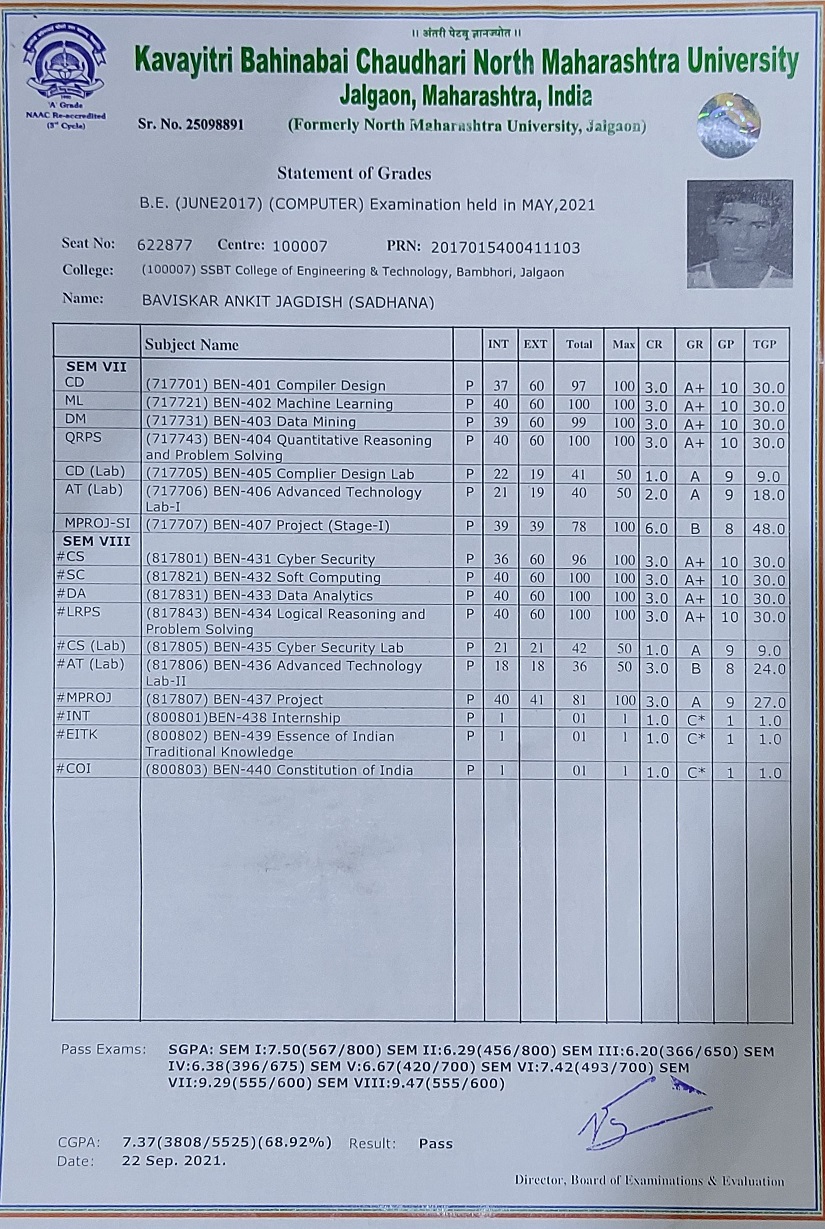 ।। अंतरी पेटवू ज्ञानज्योत ।।
Kavayitri Bahinabai Chaudhari North Maharashtra University
Jalgaon, Maharashtra, India
'A' Grade
NAAC Re-accredited
(3rd Cycle)
Sr. No. 25098891 (Formerly North Maharashtra University, Jalgaon)
Statement of Grades
B.E. (JUNE2017) (COMPUTER) Examination held in MAY,2021
Seat No: 622877 Centre: 100007 PRN: 2017015400411103
College: (100007) SSBT College of Engineering & Technology, Bambhori, Jalgaon
Name: BAVISKAR ANKIT JAGDISH (SADHANA)
Subject Name INT EXT Total Max CR GR GP TGP
SEM VII
CD (717701) BEN-401 Compiler Design P 37 60 97 100 3.0 A+ 10 30.0
ML (717721) BEN-402 Machine Learning P 40 60 100 100 3.0 A+ 10 30.0
DM (717731) BEN-403 Data Mining P 39 60 99 100 3.0 A+ 10 30.0
QRPS (717743) BEN-404 Quantitative Reasoning P 40 60 100 100 3.0 A+ 10 30.0
and Problem Solving
CD (Lab) (717705) BEN-405 Complier Design Lab P 22 19 41 50 1.0 A 9 9.0
AT (Lab) (717706) BEN-406 Advanced Technology P 21 19 40 50 2.0 A 9 18.0
Lab-I
MPROJ-SI (717707) BEN-407 Project (Stage-I) P 39 39 78 100 6.0 B 8 48.0
SEM VIII
#CS (817801) BEN-431 Cyber Security P 36 60 96 100 3.0 A+ 10 30.0
#SC (817821) BEN-432 Soft Computing P 40 60 100 100 3.0 A+ 10 30.0
#DA (817831) BEN-433 Data Analytics P 40 60 100 100 3.0 A+ 10 30.0
#LRPS (817843) BEN-434 Logical Reasoning and P 40 60 100 100 3.0 A+ 10 30.0
Problem Solving
#CS (Lab) (817805) BEN-435 Cyber Security Lab P 21 21 42 50 1.0 A 9 9.0
#AT (Lab) (817806) BEN-436 Advanced Technology P 18 18 36 50 3.0 B 8 24.0
Lab-II
#MPROJ (817807) BEN-437 Project P 40 41 81 100 3.0 A 9 27.0
#INT (800801)BEN-438 Internship P 1 01 1 1.0 C* 1 1.0
#EITK (800802) BEN-439 Essence of Indian P 1 01 1 1.0 C* 1 1.0
Traditional Knowledge
#COI (800803) BEN-440 Constitution of India P 1 01 1 1.0 C* 1 1.0
Pass Exams: SGPA: SEM I:7.50(567/800) SEM II:6.29(456/800) SEM III:6.20(366/650) SEM
IV:6.38(396/675) SEM V:6.67(420/700) SEM VI:7.42(493/700) SEM
VII:9.29(555/600) SEM VIII:9.47(555/600)
CGPA: 7.37(3808/5525)(68.92%) Result: Pass
Date: 22 Sep. 2021.
Director, Board of Examinations & Evaluation